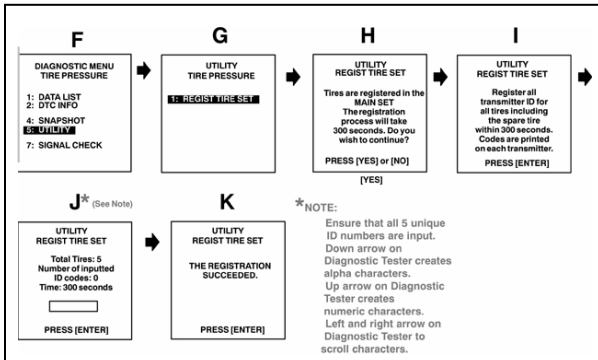 F
DIAGNOSTIC MENU
TIRE PRESSURE
1: DATA LIST
2: DTC INFO
4: SNAPSHOT
5: UTILITY
7: SIGNAL CHECK
G
UTILITY
TIRE PRESSURE
1: REGIST TIRE SET
H
UTILITY
REGIST TIRE SET
Tires are registered in the
MAIN SET
The registration
process will take
300 seconds. Do you
wish to continue?
PRESS [YES] or [NO]
[YES]
I
UTILITY
REGIST TIRE SET
Register all
transmitter ID for
all tires including
the spare tire
within 300 seconds.
Codes are printed
on each transmitter.
PRESS [ENTER]
J* (See Note)
UTILITY
REGIST TIRE SET
Total Tires: 5
Number of inputted
ID codes: 0
Time: 300 seconds
PRESS [ENTER]
K
UTILITY
REGIST TIRE SET
THE REGISTRATION
SUCCEEDED.
*NOTE:
Ensure that all 5 unique
ID numbers are input.
Down arrow on
Diagnostic Tester creates
alpha characters.
Up arrow on Diagnostic
Tester creates
numeric characters.
Left and right arrow on
Diagnostic Tester to
scroll characters.